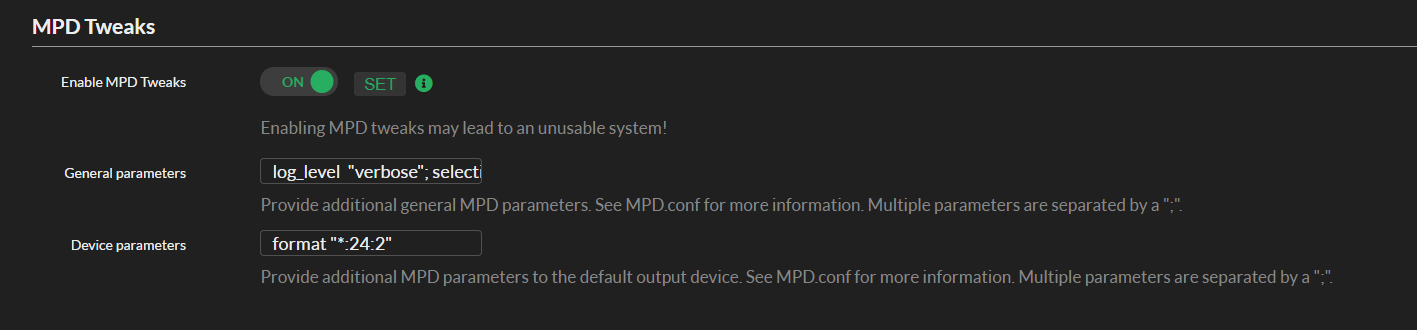 MPD Tweaks
Enable MPD Tweaks ON SET
Enabling MPD tweaks may lead to an unusable system!
General parameters log_level "verbose"; selecti
Provide additional general MPD parameters. See MPD.conf for more information. Multiple parameters are separated by a ";".
Device parameters format "*:24:2"
Provide additional MPD parameters to the default output device. See MPD.conf for more information. Multiple parameters are separated by a ";".